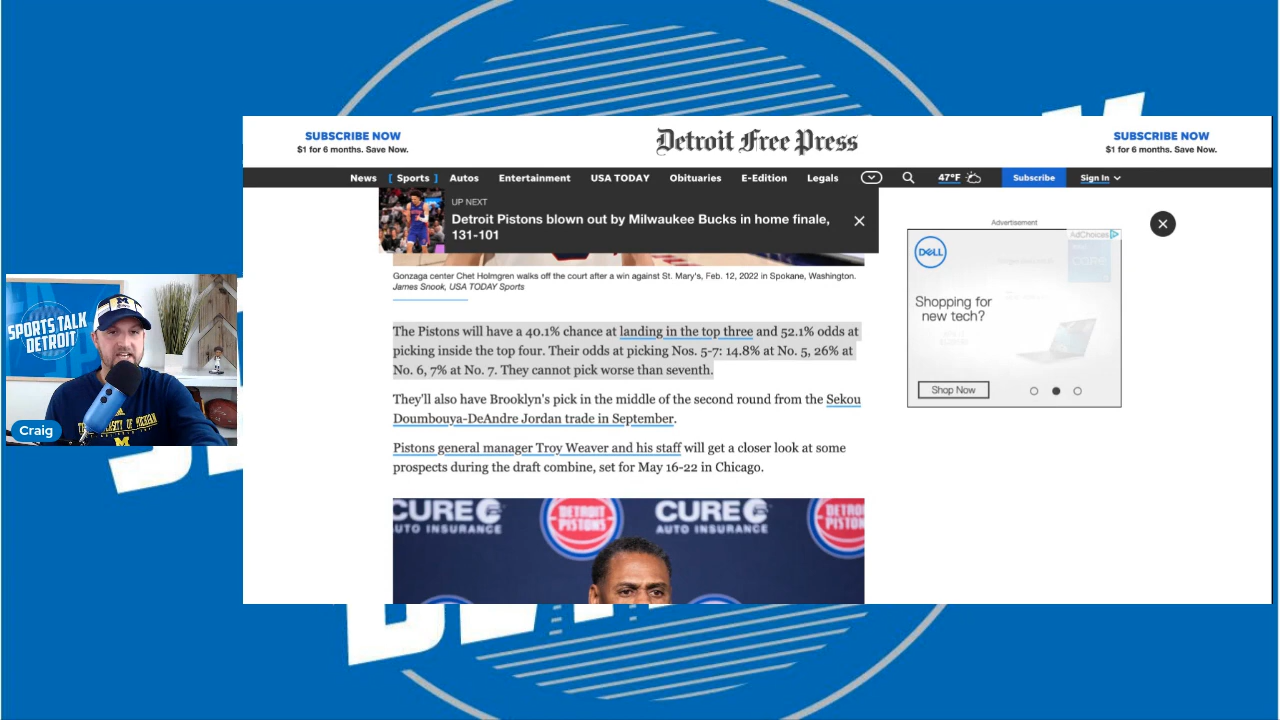 SUBSCRIBE NOW
$1 for 6 months. Save Now.
Detroit Free Press
SUBSCRIBE NOW
$1 for 6 months. Save Now.
News [ Sports ] Autos Entertainment USA TODAY Obituaries E-Edition Legals 47°F Subscribe Sign In
UP NEXT
Detroit Pistons blown out by Milwaukee Bucks in home finale,
131-101
Gonzaga center Chet Holmgren walks off the court after a win against St. Mary's, Feb. 12, 2022 in Spokane, Washington.
James Snook, USA TODAY Sports
The Pistons will have a 40.1% chance at landing in the top three and 52.1% odds at
picking inside the top four. Their odds at picking Nos. 5-7: 14.8% at No. 5, 26% at
No. 6, 7% at No. 7. They cannot pick worse than seventh.
They'll also have Brooklyn's pick in the middle of the second round from the Sekou
Doumbouya-DeAndre Jordan trade in September.
Pistons general manager Troy Weaver and his staff will get a closer look at some
prospects during the draft combine, set for May 16-22 in Chicago.
CURE
AUTO INSURANCE
DETROIT
PISTONS
CURE
AUTO INSURANCE
DETROI
PISTON
Advertisement
AdChoices
DELL
Shopping for
new tech?
Shop Now
SPORTS TALK
DETROIT
M
Craig